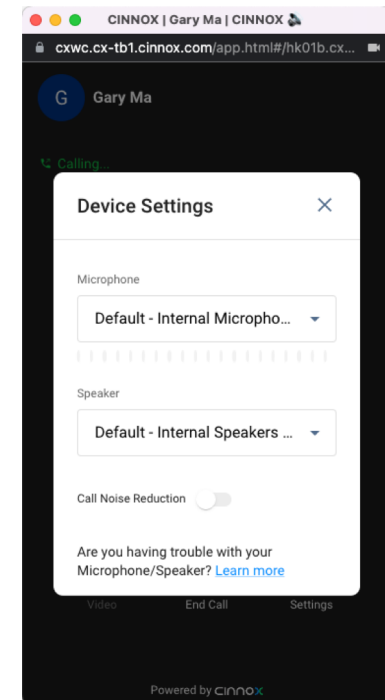 CINNOX | Gary Ma | CINNOX
cxwc.cx-tb1.cinnox.com/app.html#/hk01b.cx...
G Gary Ma
Calling...
Device Settings
Microphone
Default - Internal Micropho...
Speaker
Default - Internal Speakers ...
Call Noise Reduction
Are you having trouble with your
Microphone/Speaker? Learn more
Video End Call Settings
Powered by CINNOX